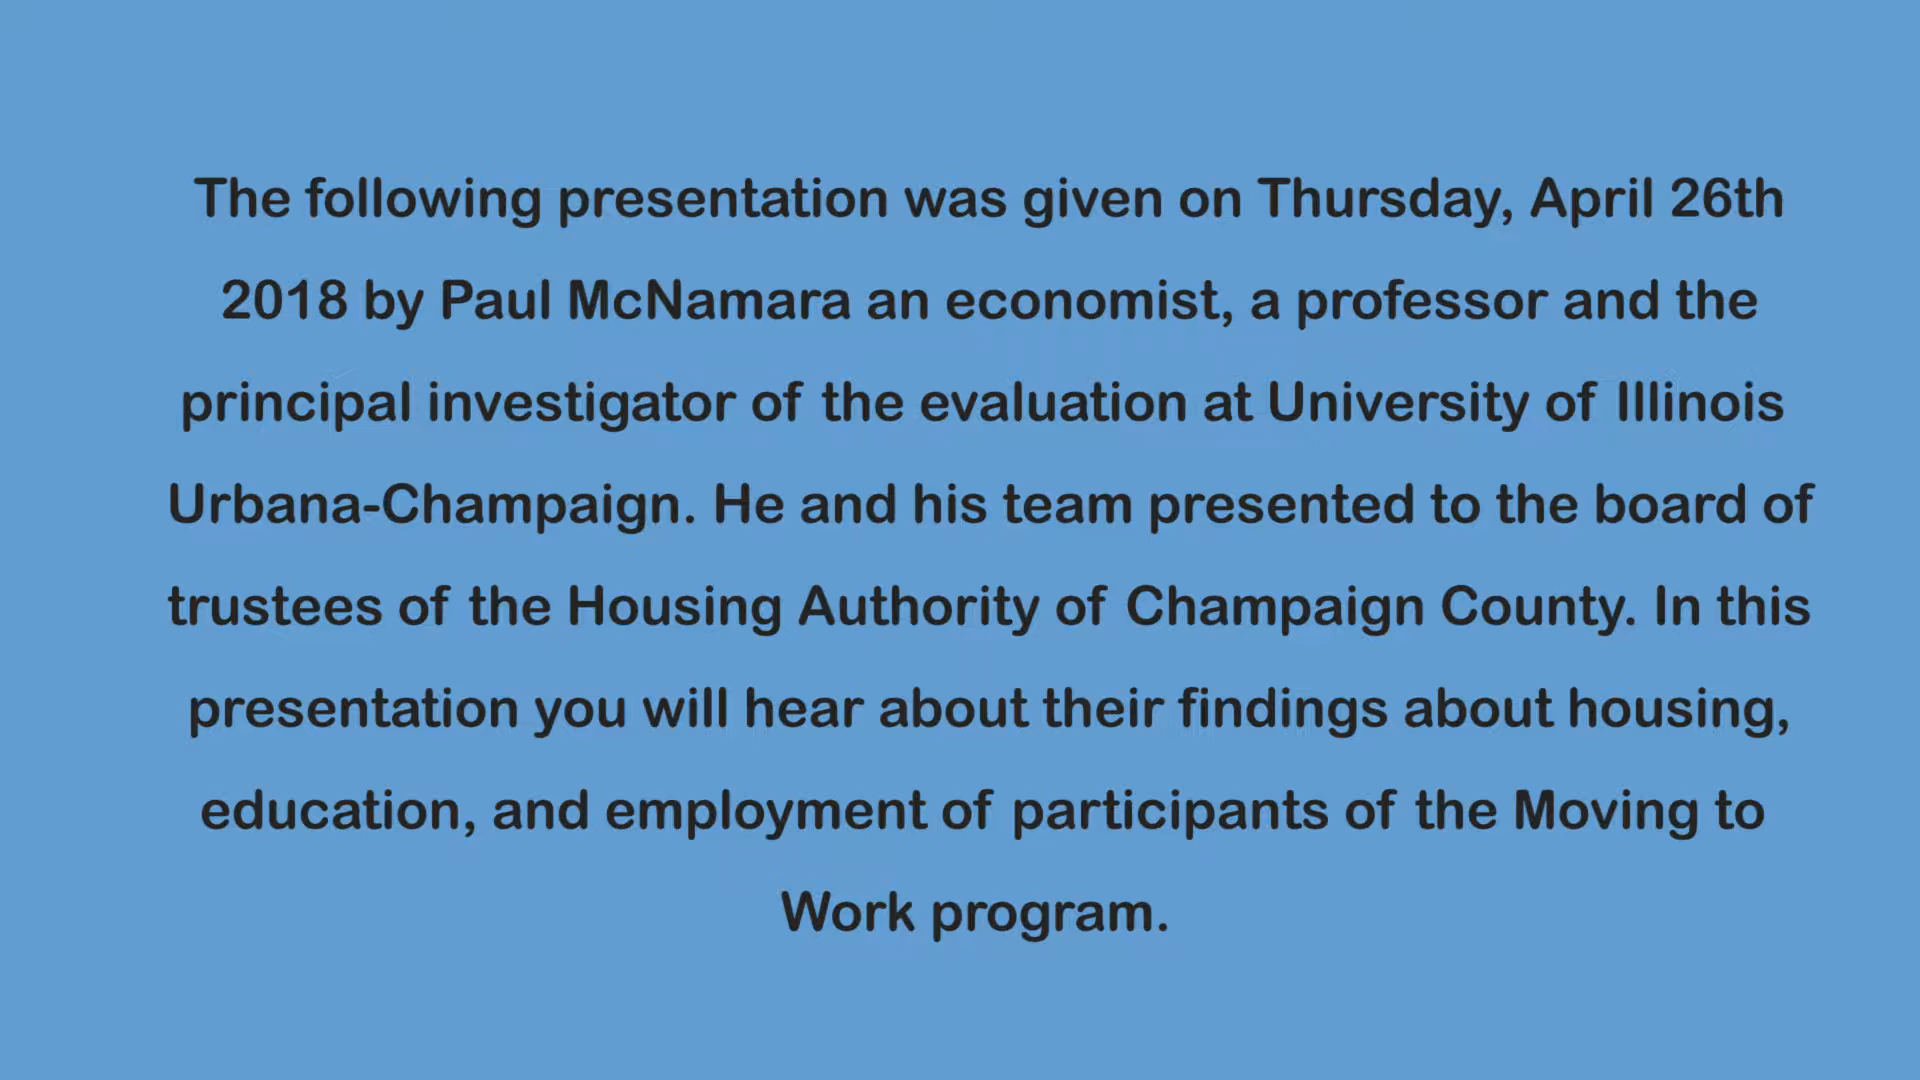 The following presentation was given on Thursday, April 26th
2018 by Paul McNamara an economist, a professor and the
principal investigator of the evaluation at University of Illinois
Urbana-Champaign. He and his team presented to the board of
trustees of the Housing Authority of Champaign County. In this
presentation you will hear about their findings about housing,
education, and employment of participants of the Moving to
Work program.